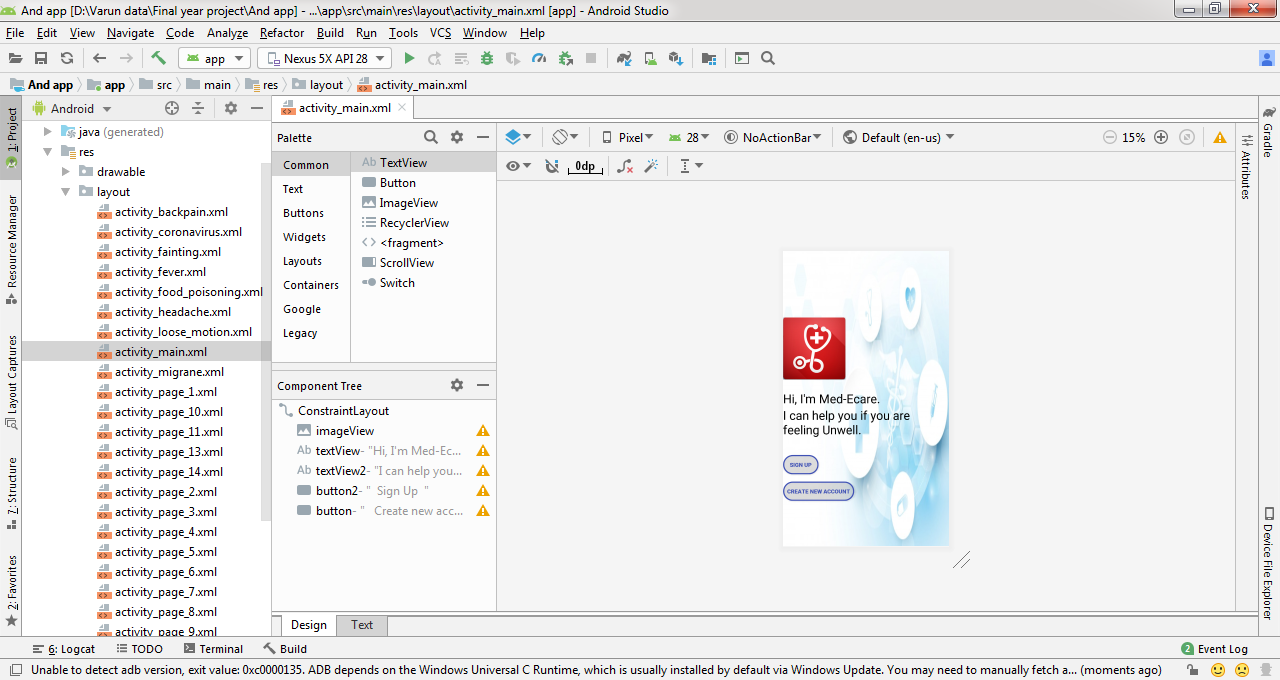 And app [D:\Varun data\Final year project\And app] - ...\app\src\main\res\layout\activity_main.xml [app] - Android Studio
File Edit View Navigate Code Analyze Refactor Build Run Tools VCS Window Help
app Nexus 5X API 28
And app app src main res layout activity_main.xml
1: Project
Resource Manager
Layout Captures
7: Structure
2: Favorites
Android
java (generated)
res
drawable
layout
activity_backpain.xml
activity_coronavirus.xml
activity_fainting.xml
activity_fever.xml
activity_food_poisoning.xml
activity_headache.xml
activity_loose_motion.xml
activity_main.xml
activity_migrane.xml
activity_page_1.xml
activity_page_10.xml
activity_page_11.xml
activity_page_13.xml
activity_page_14.xml
activity_page_2.xml
activity_page_3.xml
activity_page_4.xml
activity_page_5.xml
activity_page_6.xml
activity_page_7.xml
activity_page_8.xml
activity_page_9.xml
activity_main.xml
Palette
Common
Text
Buttons
Widgets
Layouts
Containers
Google
Legacy
Ab TextView
Button
ImageView
RecyclerView
<> <fragment>
ScrollView
Switch
Component Tree
ConstraintLayout
imageView
Ab textView- "Hi, I'm Med-Ec...
Ab textView2- "I can help you...
button2- " Sign Up "
button- " Create new acc...
Pixel 28 NoActionBar Default (en-us) 15%
0dp
Hi, I'm Med-Ecare.
I can help you if you are
feeling Unwell.
SIGN UP
CREATE NEW ACCOUNT
Gradle
Attributes
Device File Explorer
Design Text
6: Logcat TODO Terminal Build 2 Event Log
Unable to detect adb version, exit value: 0xc0000135. ADB depends on the Windows Universal C Runtime, which is usually installed by default via Windows Update. You may need to manually fetch a... (moments ago)